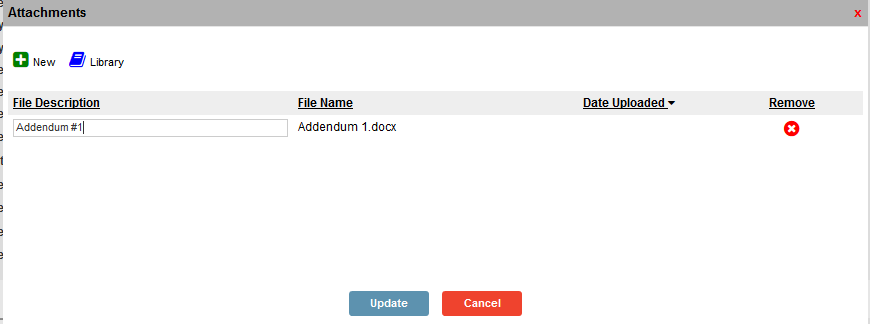 Attachments x
New Library
File Description File Name Date Uploaded Remove
Addendum #1 Addendum 1.docx
Update Cancel